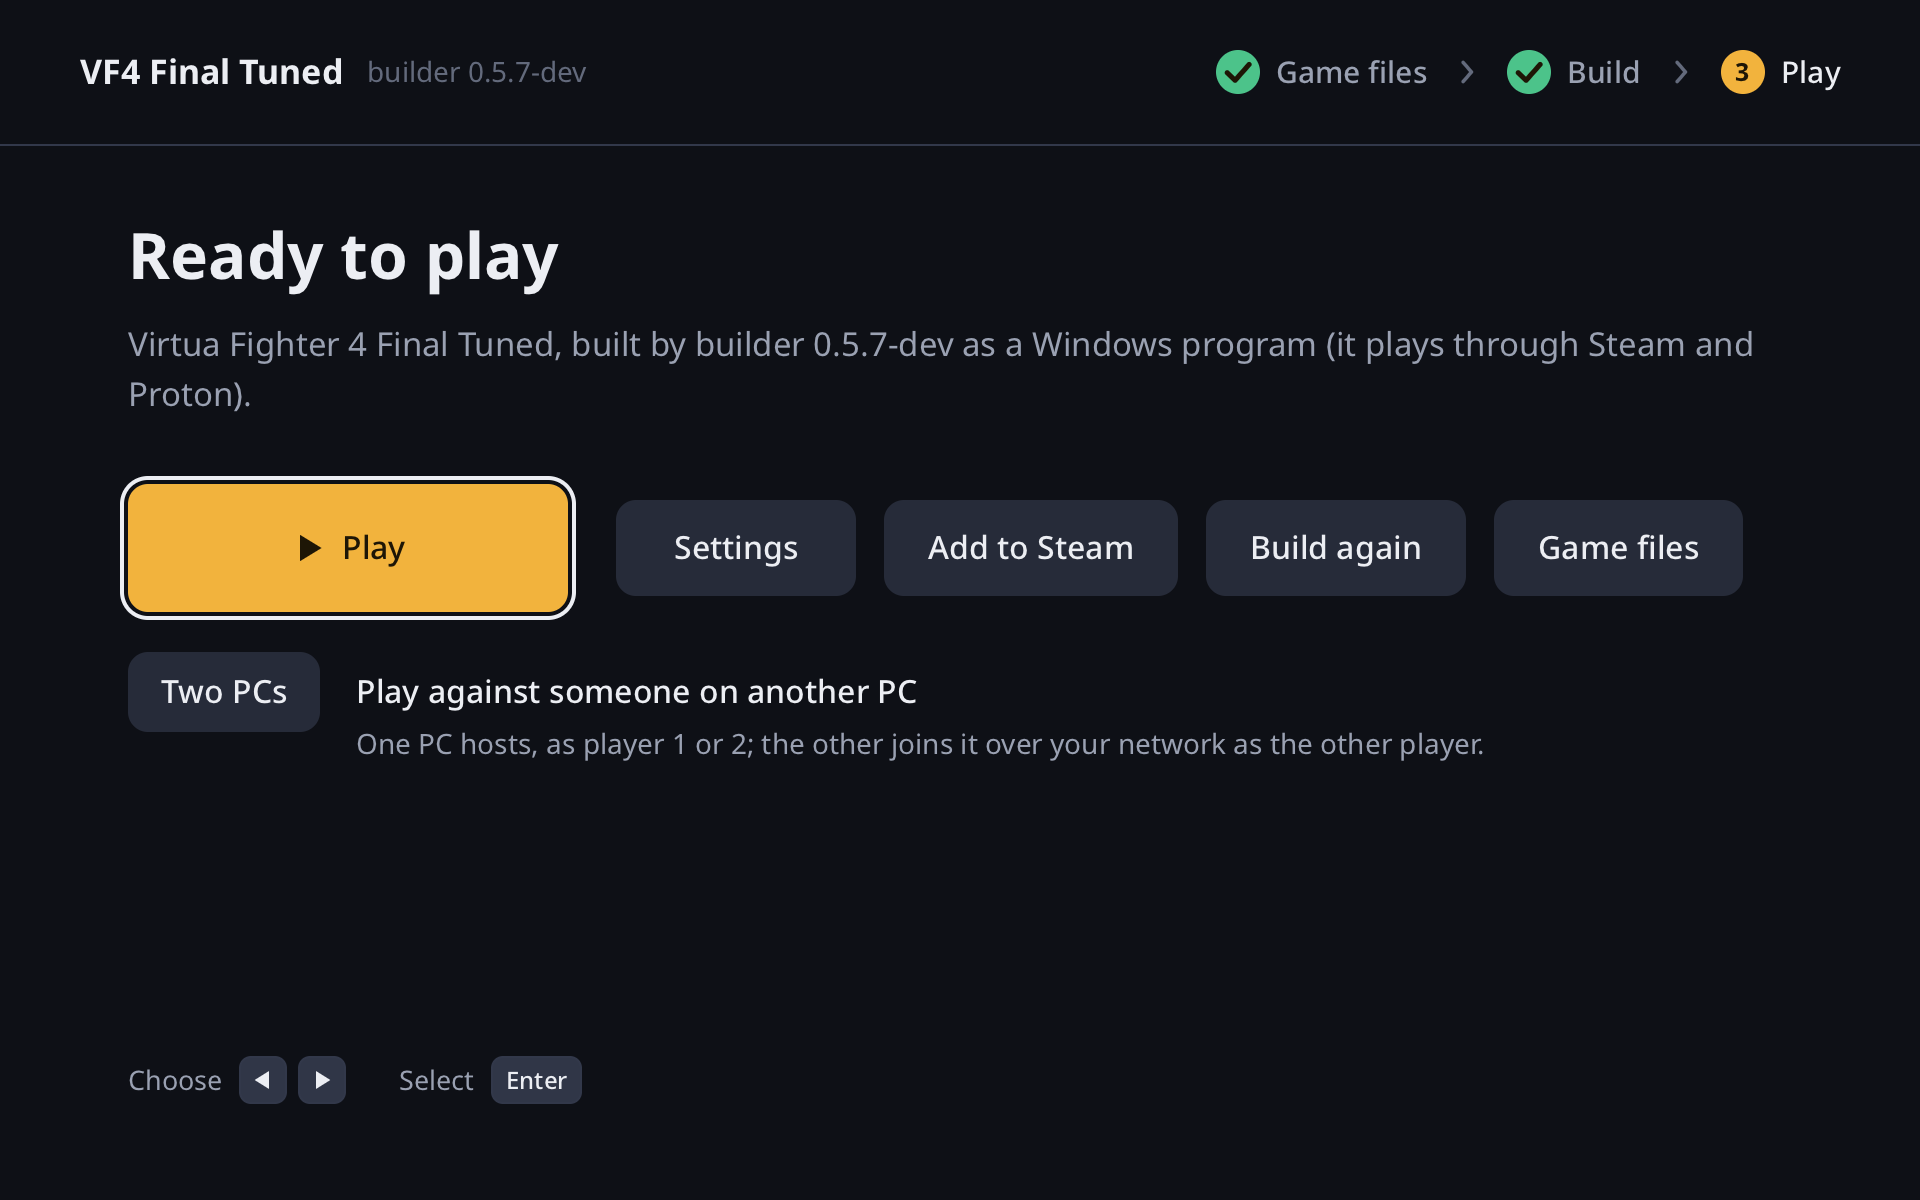 VF4 Final Tuned builder 0.5.7-dev
Game files Build 3 Play
Ready to play
Virtua Fighter 4 Final Tuned, built by builder 0.5.7-dev as a Windows program (it plays through Steam and
Proton).
Play Settings Add to Steam Build again Game files
Two PCs Play against someone on another PC
One PC hosts, as player 1 or 2; the other joins it over your network as the other player.
Choose Select Enter